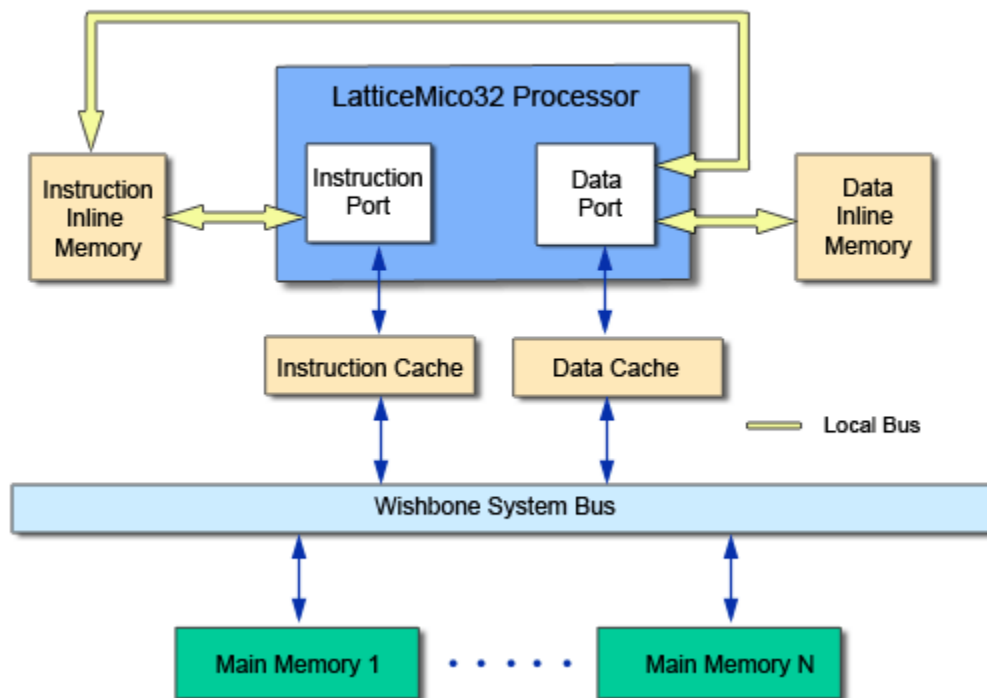 LatticeMico32 Processor
Instruction
Inline
Memory
Instruction
Port
Data
Port
Data
Inline
Memory
Instruction Cache
Data Cache
Local Bus
Wishbone System Bus
Main Memory 1
Main Memory N